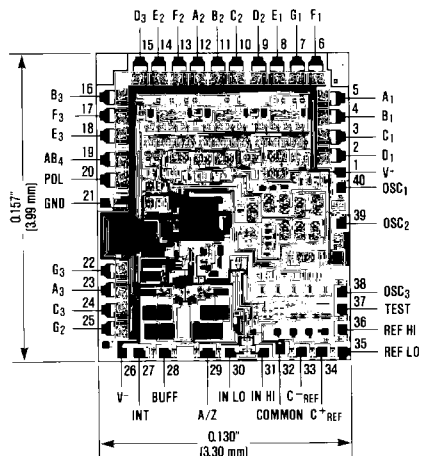 D₃ E₂ F₂ A₂ B₂ C₂ D₂ E₁ G₁ F₁
15 14 13 12 11 10 9 8 7 6
B₃ 16
F₃ 17
E₃ 18
AB₄ 19
POL 20
GND 21
0.157"
(3.99 mm)
G₃ 22
A₃ 23
C₃ 24
G₂ 25
5 A₁
4 B₁
3 C₁
2 D₁
1 V⁻
40 OSC₁
39 OSC₂
38 OSC₃
37 TEST
36 REF HI
35 REF LO
26 27 28 29 30 31 32 33 34
V⁻ BUFF IN LO IN HI C⁻REF
INT A/Z COMMON C⁺REF
0.130"
(3.30 mm)